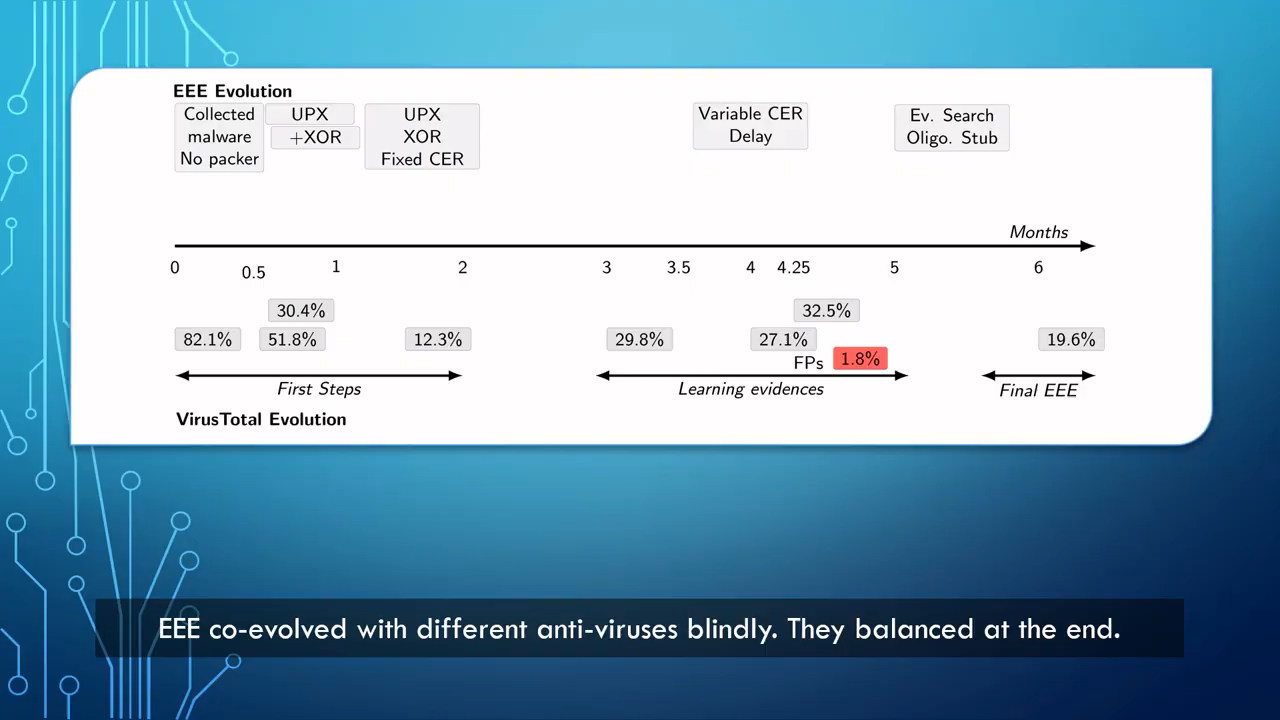 EEE Evolution
Collected
malware
No packer
UPX
+XOR
UPX
XOR
Fixed CER
Variable CER
Delay
Ev. Search
Oligo. Stub
Months
0
0.5
1
2
3
3.5
4
4.25
5
6
30.4%
32.5%
82.1%
51.8%
12.3%
29.8%
27.1%
19.6%
FPs
1.8%
First Steps
Learning evidences
Final EEE
VirusTotal Evolution
EEE co-evolved with different anti-viruses blindly. They balanced at the end.